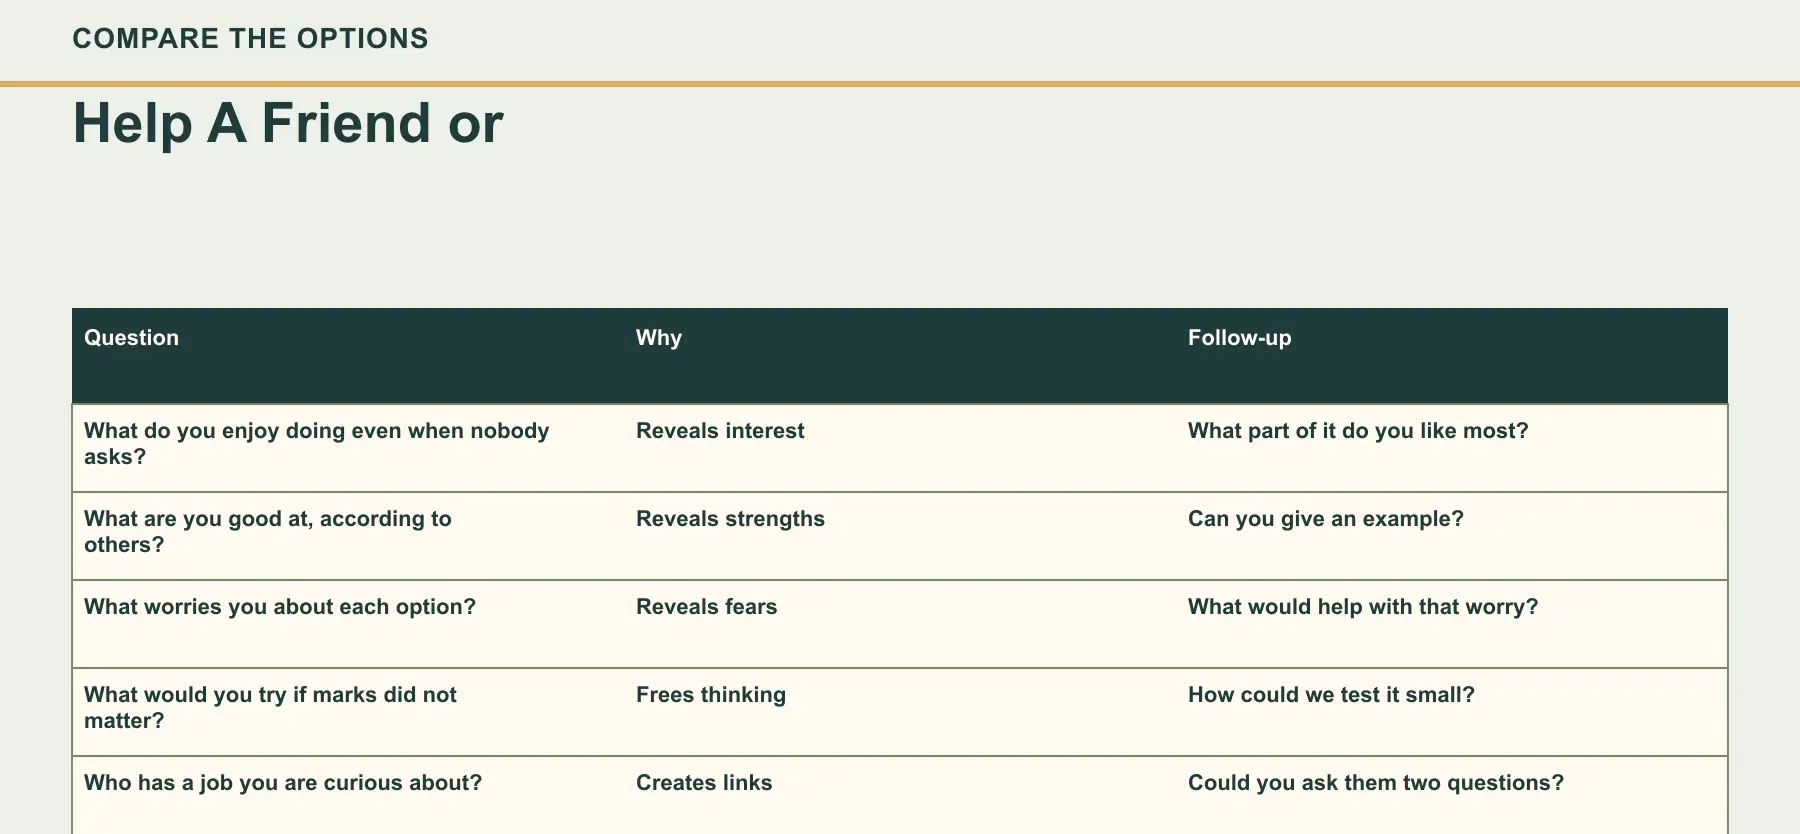 COMPARE THE OPTIONS
Help A Friend or
Question Why Follow-up
What do you enjoy doing even when nobody Reveals interest What part of it do you like most?
asks?
What are you good at, according to Reveals strengths Can you give an example?
others?
What worries you about each option? Reveals fears What would help with that worry?
What would you try if marks did not Frees thinking How could we test it small?
matter?
Who has a job you are curious about? Creates links Could you ask them two questions?